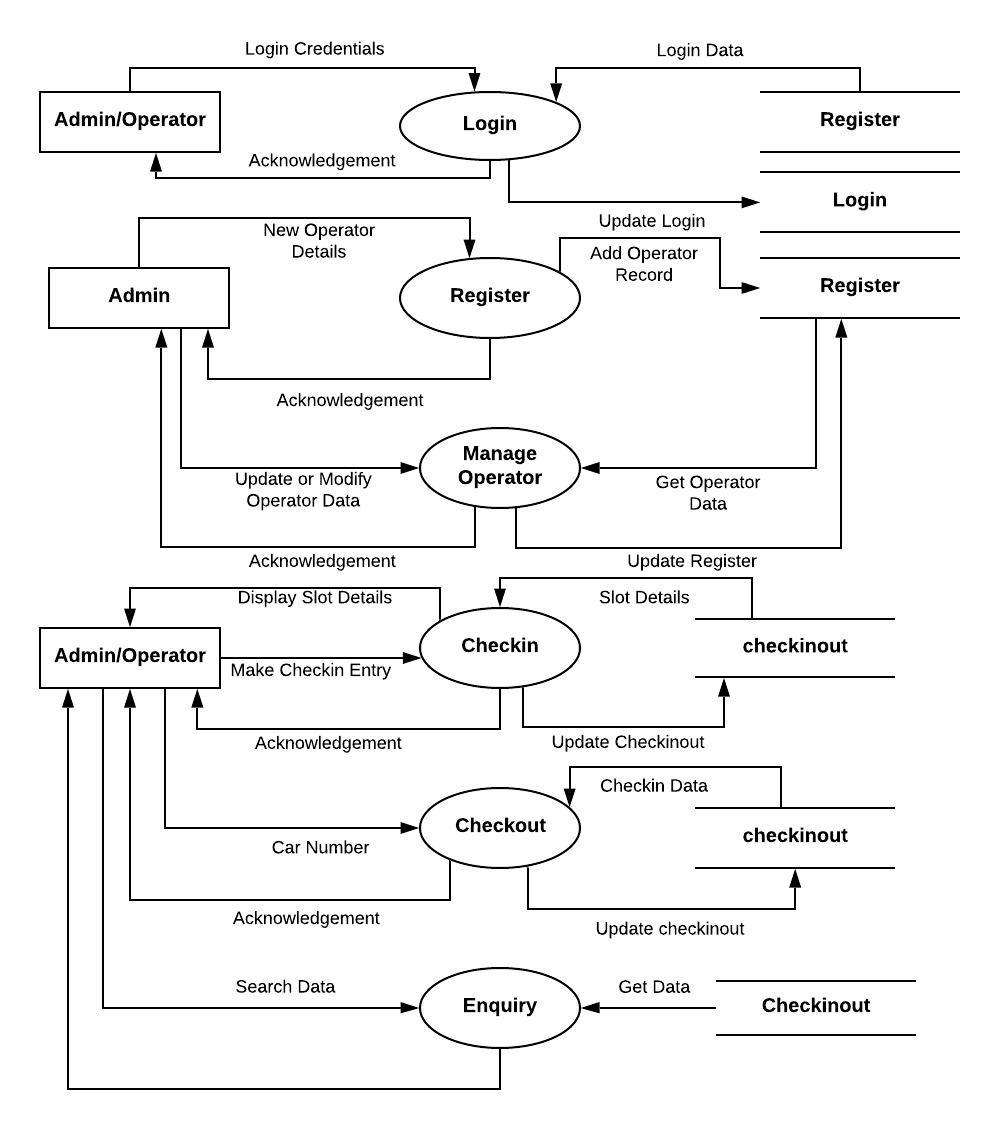 Login Credentials
Login Data
Admin/Operator
Login
Register
Acknowledgement
Login
Update Login
New Operator
Details
Add Operator
Record
Admin
Register
Register
Acknowledgement
Manage
Operator
Update or Modify
Operator Data
Get Operator
Data
Acknowledgement
Update Register
Display Slot Details
Slot Details
Admin/Operator
Checkin
checkinout
Make Checkin Entry
Acknowledgement
Update Checkinout
Checkin Data
Checkout
checkinout
Car Number
Acknowledgement
Update checkinout
Search Data
Enquiry
Get Data
Checkinout